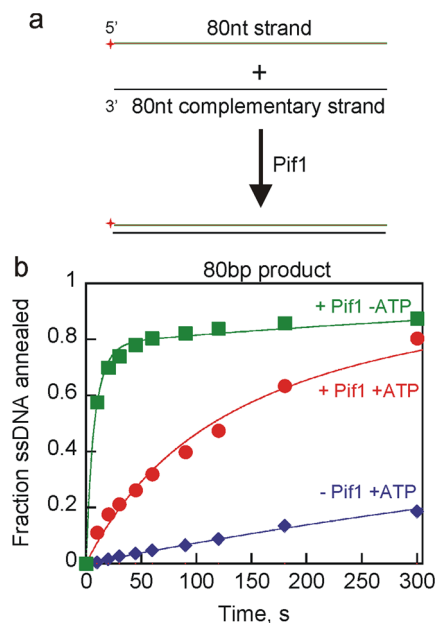 a
5'
80nt strand
+
3' 80nt complementary strand
Pif1
b
80bp product
+ Pif1 -ATP
+ Pif1 +ATP
- Pif1 +ATP
Fraction ssDNA annealed
1
0.8
0.6
0.4
0.2
0
0 50 100 150 200 250 300
Time, s